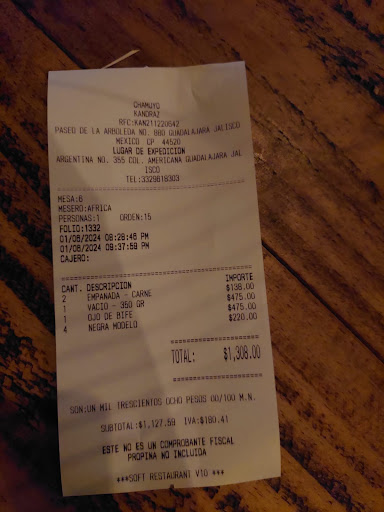 CHAMUYO
KANDRAZ
RFC:KAN211220642
PASEO DE LA ARBOLEDA NO. 880 GUADALAJARA JALISCO
MEXICO CP 44520
LUGAR DE EXPEDICION
ARGENTINA NO. 355 COL. AMERICANA GUADALAJARA JAL
ISCO
TEL:3329618303
MESA:6
MESERO:AFRICA
PERSONAS:1 ORDEN:15
FOLIO:1332
01/06/2024 08:28:46 PM
01/06/2024 09:37:59 PM
CAJERO:
CANT. DESCRIPCION IMPORTE
2 EMPANADA - CARNE $138.00
1 VACIO - 350 GR $475.00
1 OJO DE BIFE $475.00
4 NEGRA MODELO $220.00
TOTAL: $1,308.00
SON:UN MIL TRESCIENTOS OCHO PESOS 00/100 M.N.
SUBTOTAL:$1,127.59 IVA:$180.41
ESTE NO ES UN COMPROBANTE FISCAL
PROPINA NO INCLUIDA
***SOFT RESTAURANT V10 ***